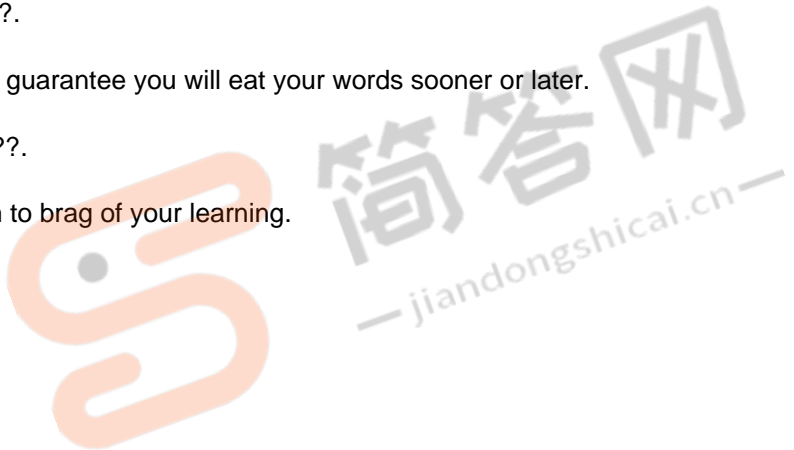 ?.
guarantee you will eat your words sooner or later.
??.
to brag of your learning.
简答网
jiandongshicai.cn